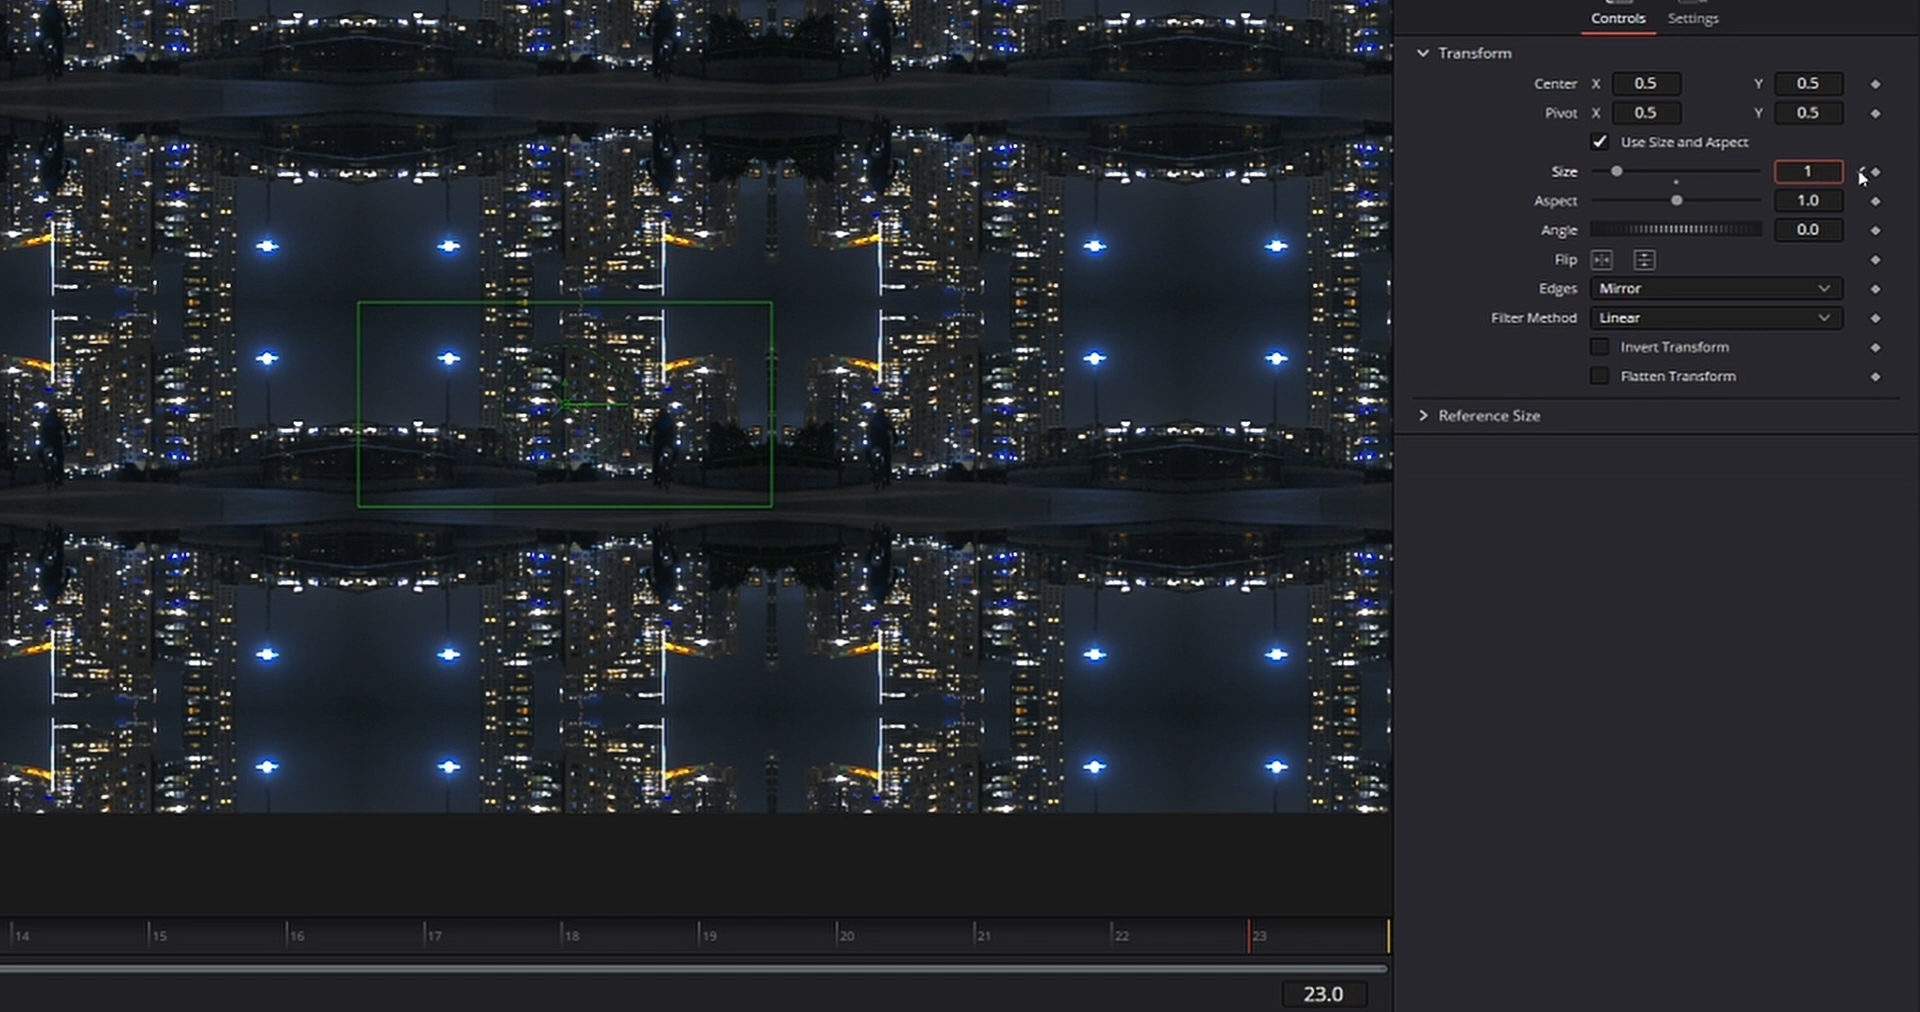 Controls Settings
Transform
Center X 0.5 Y 0.5
Pivot X 0.5 Y 0.5
Use Size and Aspect
Size 1
Aspect 1.0
Angle 0.0
Flip
Edges Mirror
Filter Method Linear
Invert Transform
Flatten Transform
Reference Size
14 15 16 17 18 19 20 21 22 23
23.0